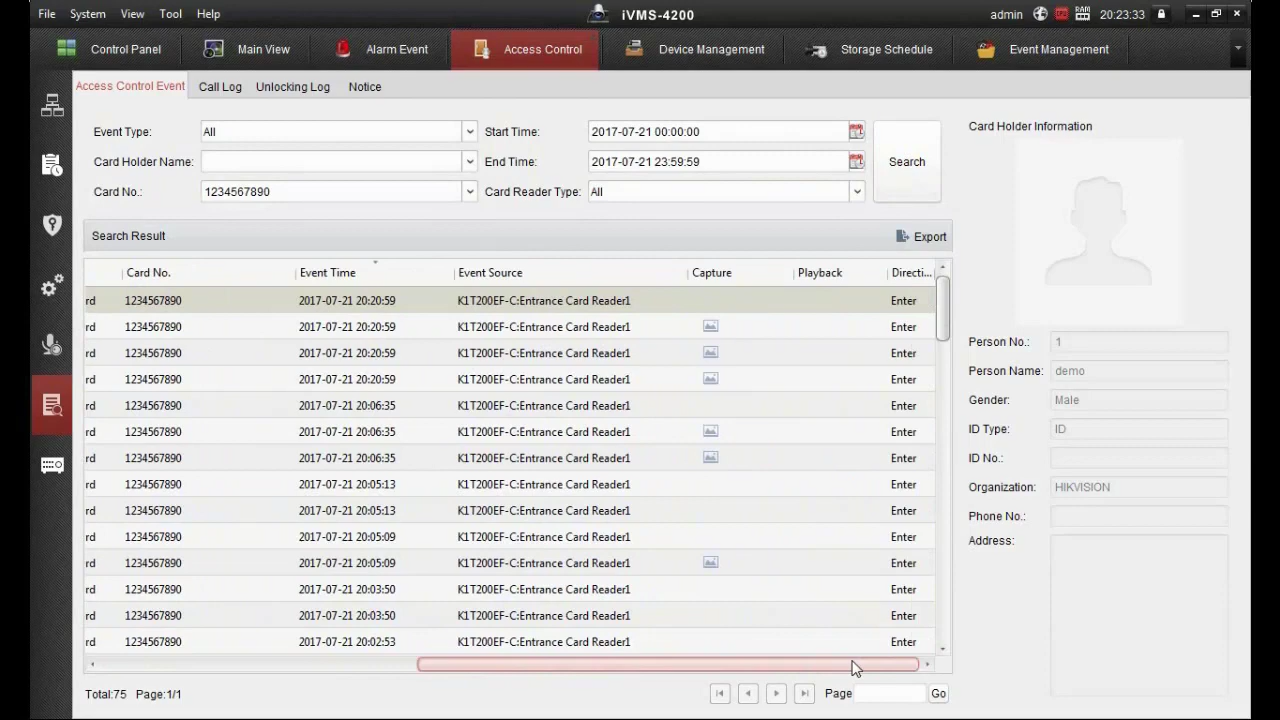 File System View Tool Help iVMS-4200 admin RAM 20:23:33
Control Panel Main View Alarm Event Access Control Device Management Storage Schedule Event Management
Access Control Event Call Log Unlocking Log Notice
Event Type: All Start Time: 2017-07-21 00:00:00
Card Holder Name: End Time: 2017-07-21 23:59:59 Search
Card No.: 1234567890 Card Reader Type: All
Search Result Export
Card No. Event Time Event Source Capture Playback Directi...
rd 1234567890 2017-07-21 20:20:59 K1T200EF-C:Entrance Card Reader1 Enter
rd 1234567890 2017-07-21 20:20:59 K1T200EF-C:Entrance Card Reader1 Enter
rd 1234567890 2017-07-21 20:20:59 K1T200EF-C:Entrance Card Reader1 Enter
rd 1234567890 2017-07-21 20:20:59 K1T200EF-C:Entrance Card Reader1 Enter
rd 1234567890 2017-07-21 20:06:35 K1T200EF-C:Entrance Card Reader1 Enter
rd 1234567890 2017-07-21 20:06:35 K1T200EF-C:Entrance Card Reader1 Enter
rd 1234567890 2017-07-21 20:06:35 K1T200EF-C:Entrance Card Reader1 Enter
rd 1234567890 2017-07-21 20:05:13 K1T200EF-C:Entrance Card Reader1 Enter
rd 1234567890 2017-07-21 20:05:13 K1T200EF-C:Entrance Card Reader1 Enter
rd 1234567890 2017-07-21 20:05:09 K1T200EF-C:Entrance Card Reader1 Enter
rd 1234567890 2017-07-21 20:05:09 K1T200EF-C:Entrance Card Reader1 Enter
rd 1234567890 2017-07-21 20:03:50 K1T200EF-C:Entrance Card Reader1 Enter
rd 1234567890 2017-07-21 20:03:50 K1T200EF-C:Entrance Card Reader1 Enter
rd 1234567890 2017-07-21 20:02:53 K1T200EF-C:Entrance Card Reader1 Enter
Total:75 Page:1/1 Page Go
Card Holder Information
Person No.: 1
Person Name: demo
Gender: Male
ID Type: ID
ID No.:
Organization: HIKVISION
Phone No.:
Address: